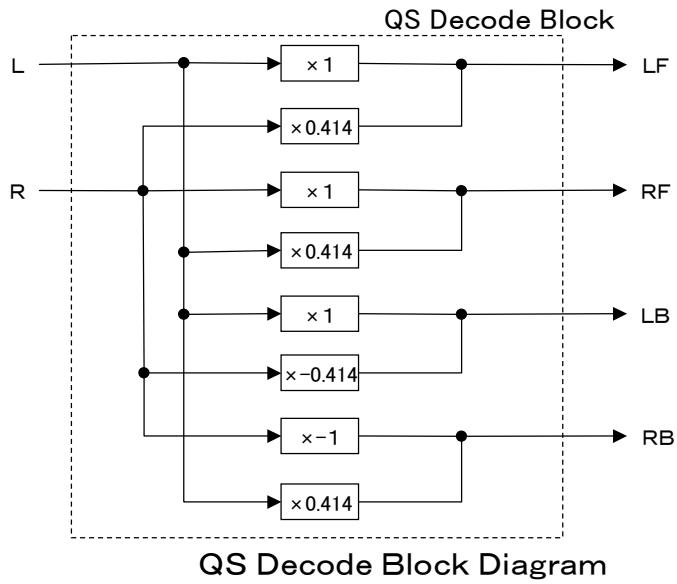 QS Decode Block
L
×1
LF
×0.414
R
×1
RF
×0.414
×1
LB
×-0.414
×-1
RB
×0.414
QS Decode Block Diagram